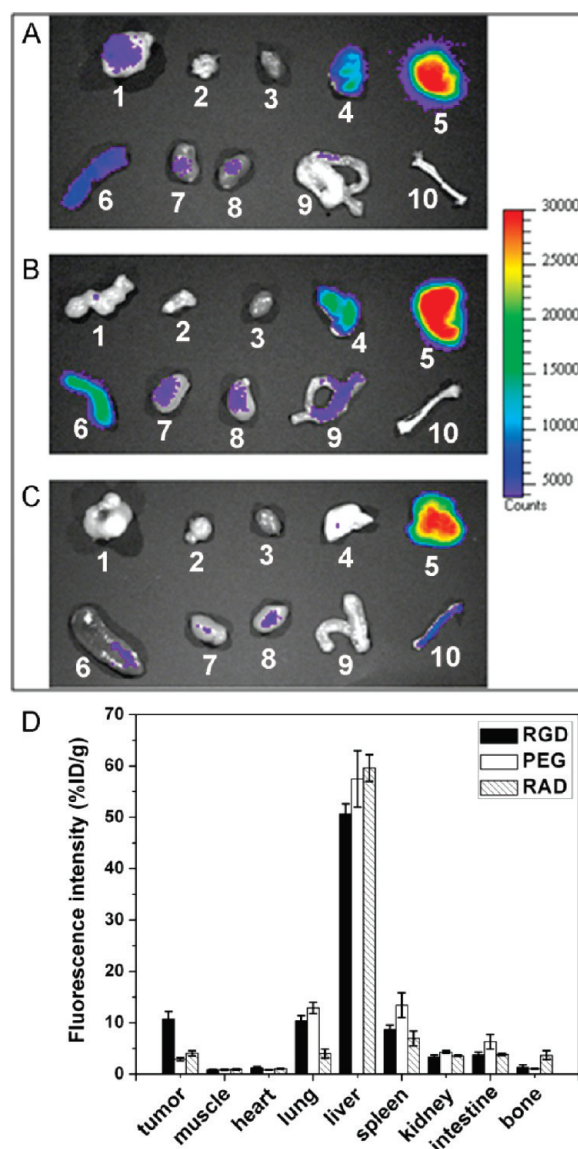 A
1 2 3 4 5
6 7 8 9 10
B
1 2 3 4 5
6 7 8 9 10
C
1 2 3 4 5
6 7 8 9 10
30000
25000
20000
15000
10000
5000
Counts
D
Fluorescence intensity (%ID/g)
70
60
50
40
30
20
10
0
RGD
PEG
RAD
tumor
muscle
heart
lung
liver
spleen
kidney
intestine
bone